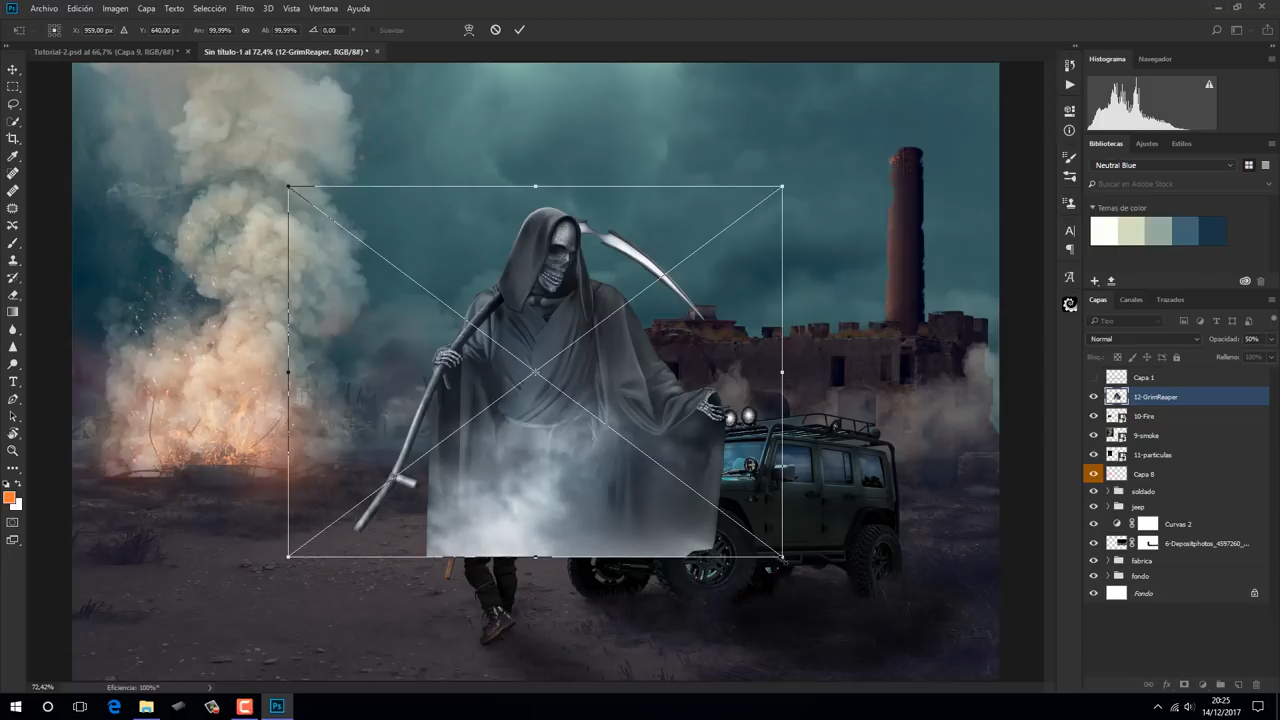 Ps Archivo Edición Imagen Capa Texto Selección Filtro 3D Vista Ventana Ayuda
X: 959,00 px Y: 640,00 px An.: 99,99% Al: 99,99% 0,00 ° Suavizar
Tutorial-2.psd al 66,7% (Capa 9, RGB/8#) * × Sin título-1 al 72,4% (12-GrimReaper, RGB/8#) * ×
Histograma Navegador
Bibliotecas Ajustes Estilos
Neutral Blue
Buscar en Adobe Stock
Temas de color
Capas Canales Trazados
Tipo
Normal Opacidad: 50%
Bloq.: Relleno: 100%
Capa 1
12-GrimReaper
10-Fire
9-smoke
11-particulas
Capa 8
soldado
jeep
Curvas 2
6-Depositphotos_4597260_...
fabrica
fondo
Fondo
72,42% Eficiencia: 100%*
20:25
14/12/2017